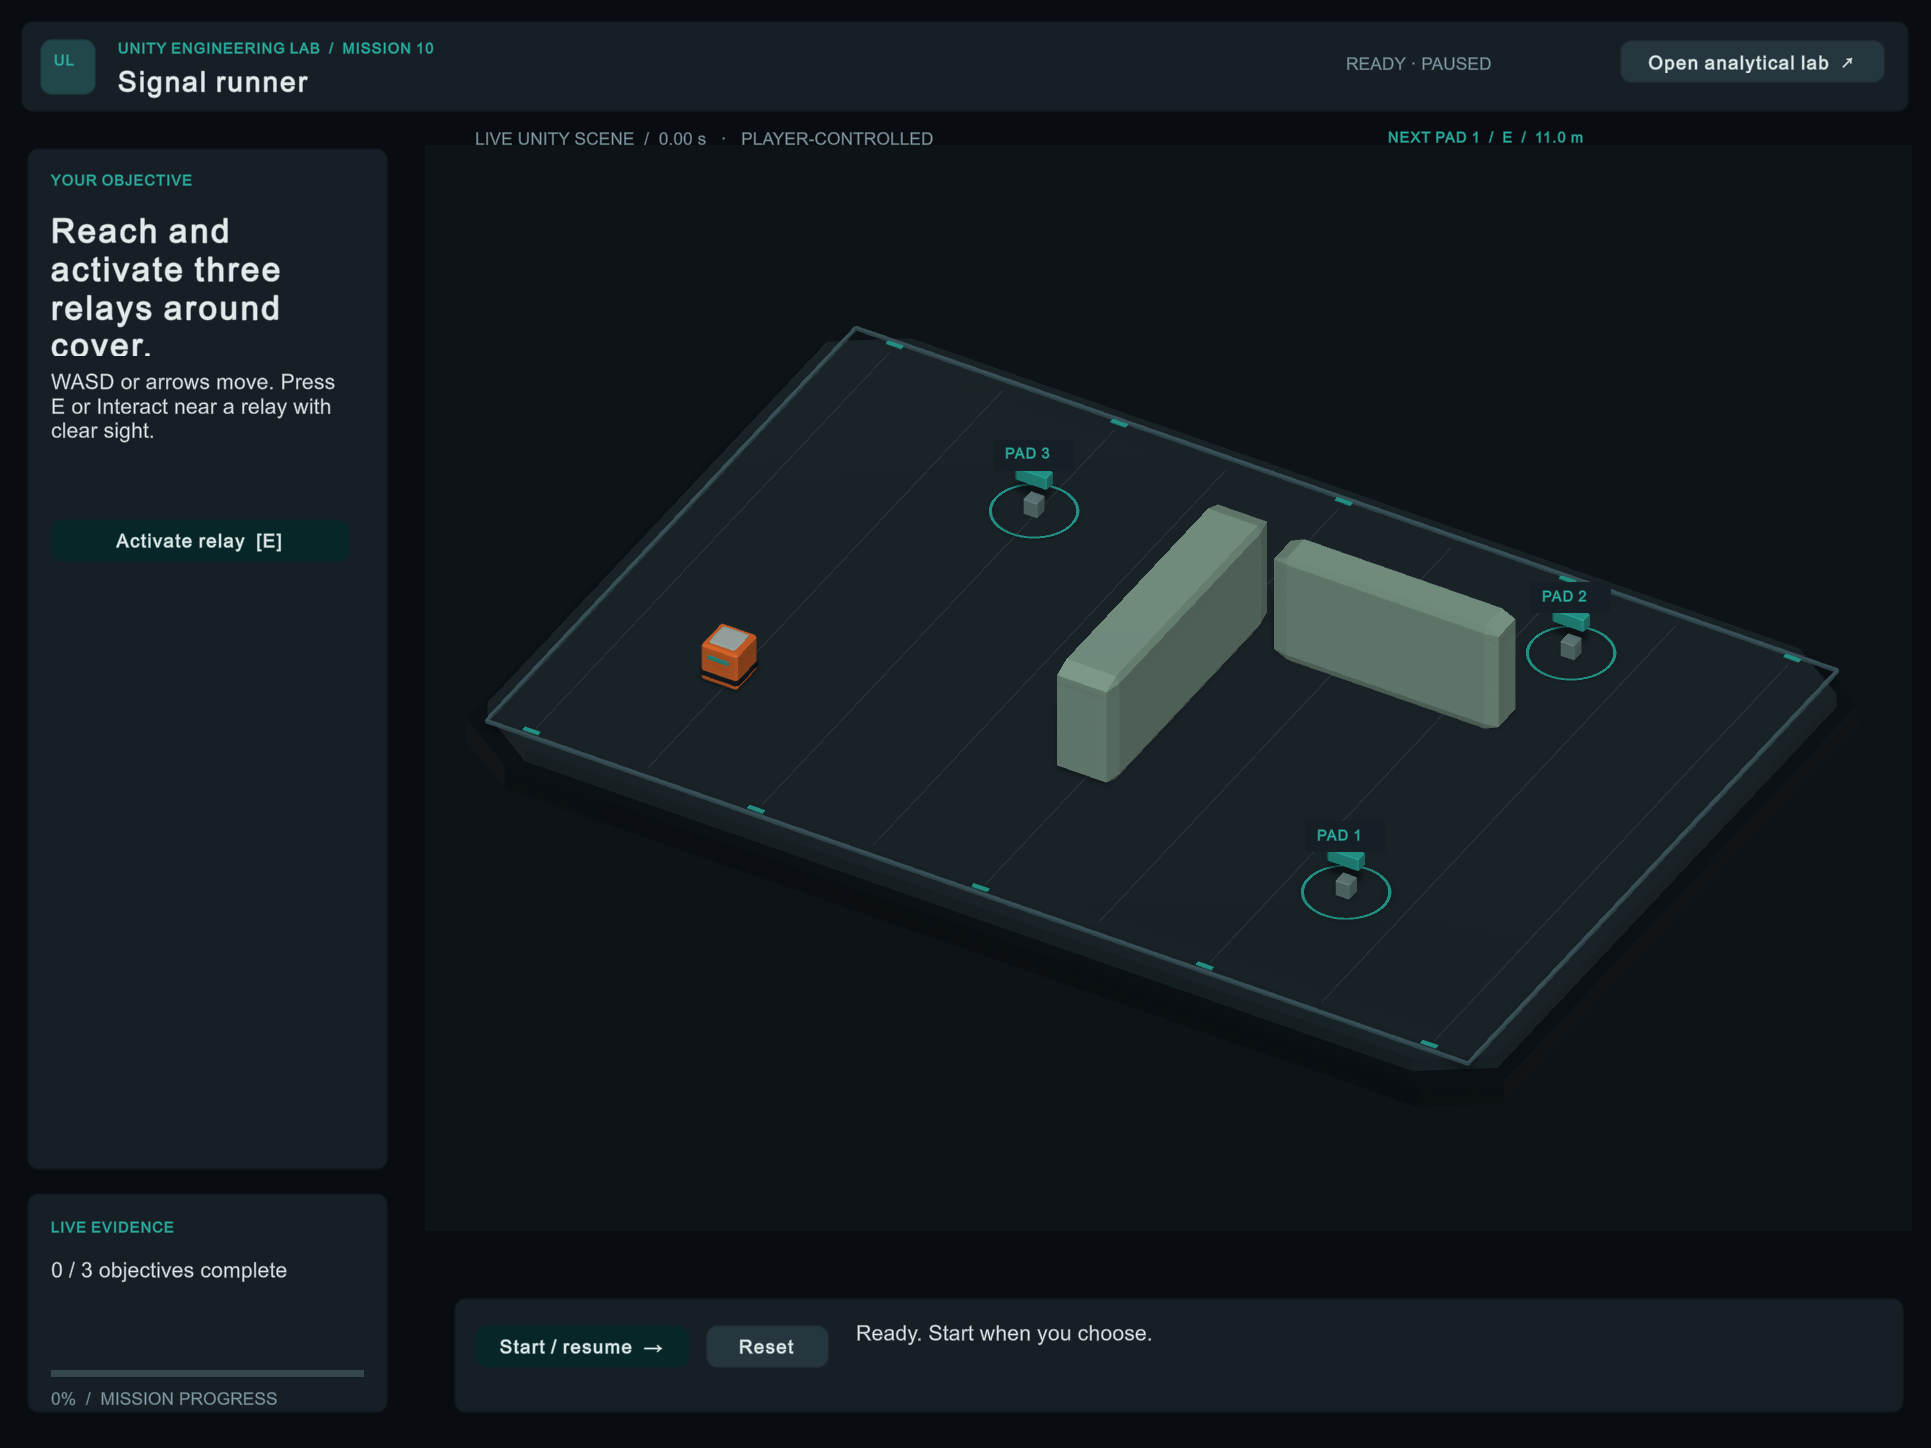 UL
UNITY ENGINEERING LAB / MISSION 10
Signal runner
READY · PAUSED
Open analytical lab ↗
LIVE UNITY SCENE / 0.00 s · PLAYER-CONTROLLED
NEXT PAD 1 / E / 11.0 m
YOUR OBJECTIVE
Reach and
activate three
relays around
cover.
WASD or arrows move. Press
E or Interact near a relay with
clear sight.
Activate relay [E]
PAD 3
PAD 2
PAD 1
LIVE EVIDENCE
0 / 3 objectives complete
0% / MISSION PROGRESS
Start / resume →
Reset
Ready. Start when you choose.